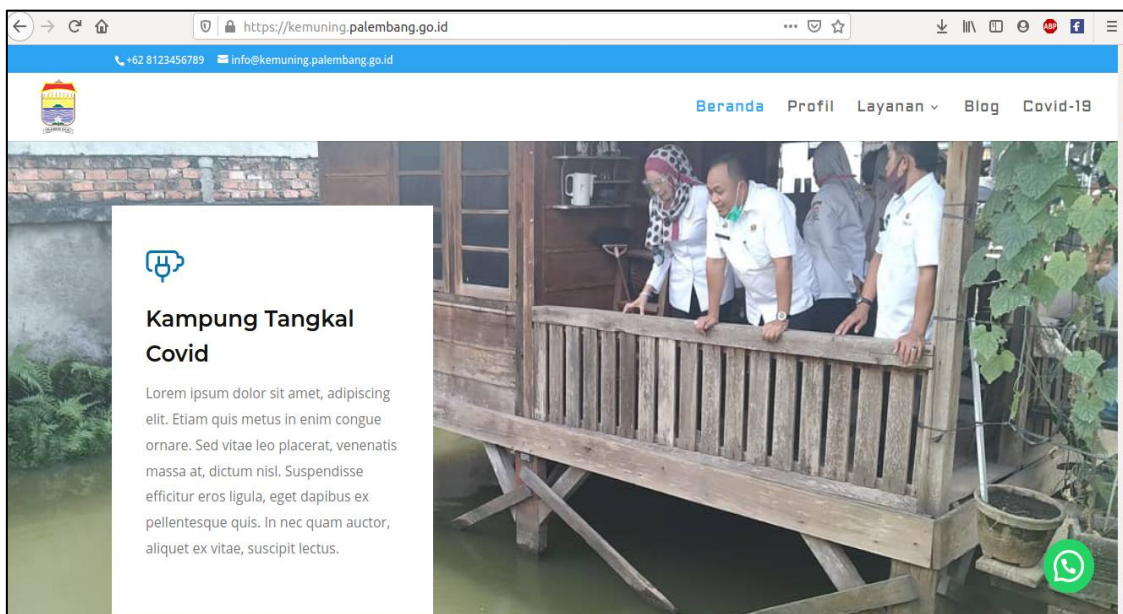 https://kemuning.palembang.go.id
ABP
+62 8123456789 info@kemuning.palembang.go.id
Beranda Profil Layanan Blog Covid-19
Kampung Tangkal
Covid
Lorem ipsum dolor sit amet, adipiscing
elit. Etiam quis metus in enim congue
ornare. Sed vitae leo placerat, venenatis
massa at, dictum nisl. Suspendisse
efficitur eros ligula, eget dapibus ex
pellentesque quis. In nec quam auctor,
aliquet ex vitae, suscipit lectus.